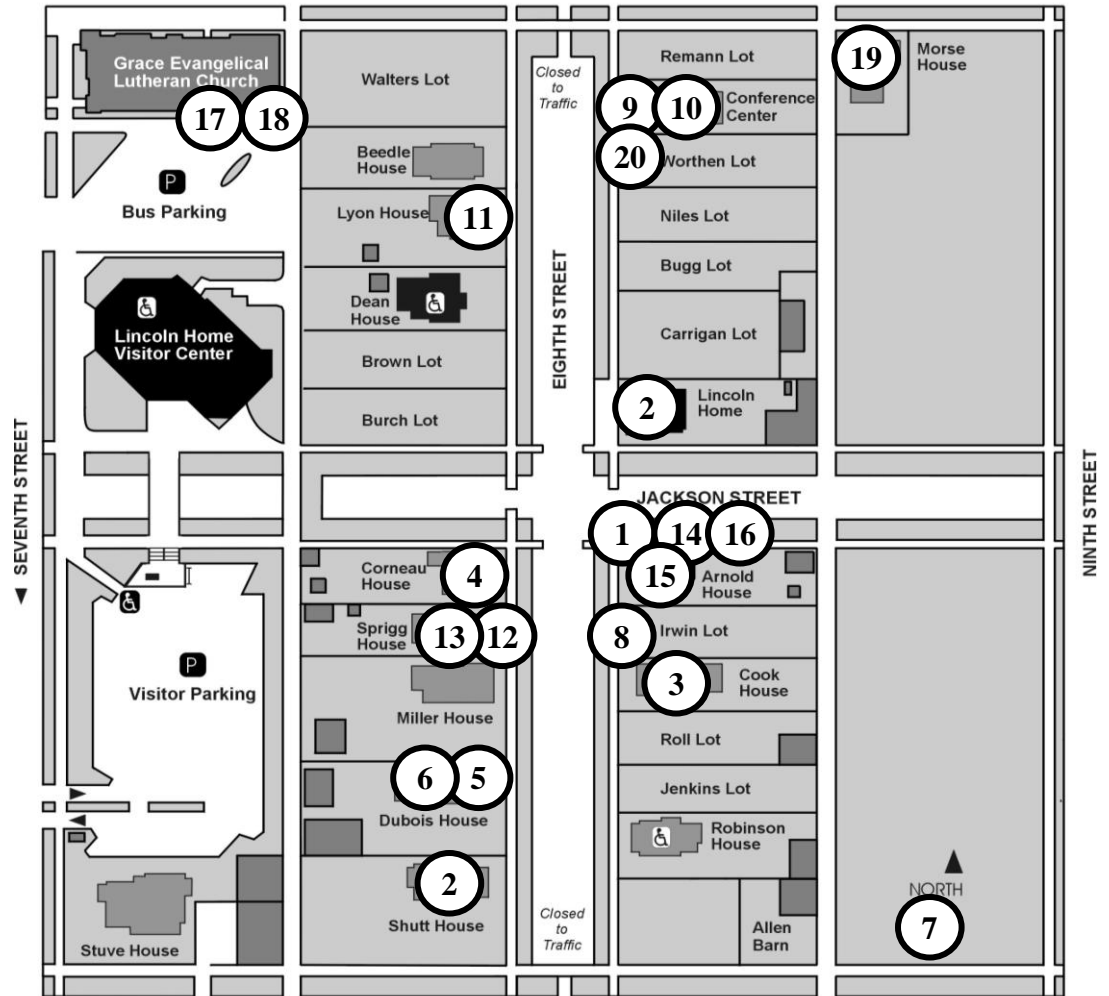 Grace Evangelical
Lutheran Church
17
18
P
Bus Parking
Lincoln Home
Visitor Center
SEVENTH STREET
P
Visitor Parking
Stuve House
Walters Lot
Beedle
House
Lyon House
11
Dean
House
Brown Lot
Burch Lot
Corneau
House
4
Sprigg
House
13
12
Miller House
6
5
Dubois House
2
Shutt House
Closed
to
Traffic
EIGHTH STREET
Closed
to
Traffic
Remann Lot
9
10
Conference
Center
20
Worthen Lot
Niles Lot
Bugg Lot
Carrigan Lot
2
Lincoln
Home
JACKSON STREET
1
14
16
15
Arnold
House
8
Irwin Lot
3
Cook
House
Roll Lot
Jenkins Lot
Robinson
House
Allen
Barn
19
Morse
House
NINTH STREET
NORTH
7